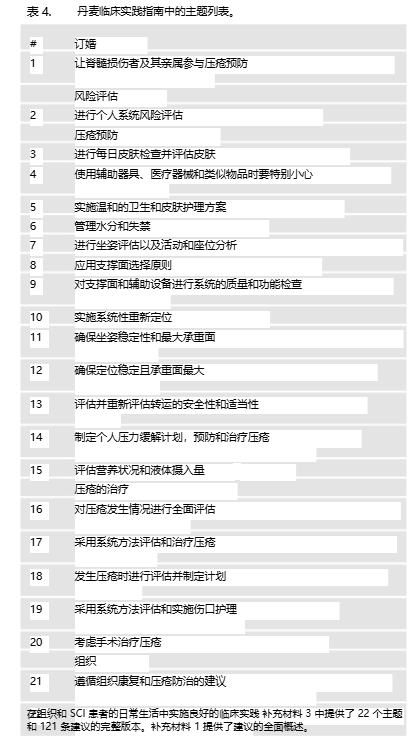 表 4. 丹麦临床实践指南中的主题列表。
# 订婚
1 让脊髓损伤者及其亲属参与压疮预防
风险评估
2 进行个人系统风险评估
压疮预防
3 进行每日皮肤检查并评估皮肤
4 使用辅助器具、医疗器械和类似物品时要特别小心
5 实施温和的卫生和皮肤护理方案
6 管理水分和失禁
7 进行坐姿评估以及活动和座位分析
8 应用支撑面选择原则
9 对支撑面和辅助设备进行系统的质量和功能检查
10 实施系统性重新定位
11 确保坐姿稳定性和最大承重面
12 确保定位稳定且承重面最大
13 评估并重新评估转运的安全性和适当性
14 制定个人压力缓解计划，预防和治疗压疮
15 评估营养状况和液体摄入量
压疮的治疗
16 对压疮发生情况进行全面评估
17 采用系统方法评估和治疗压疮
18 发生压疮时进行评估并制定计划
19 采用系统方法评估和实施伤口护理
20 考虑手术治疗压疮
组织
21 遵循组织康复和压疮防治的建议
在组织和 SCI 患者的日常生活中实施良好的临床实践 补充材料 3 中提供了 22 个主题
和 121 条建议的完整版本。补充材料 1 提供了建议的全面概述。